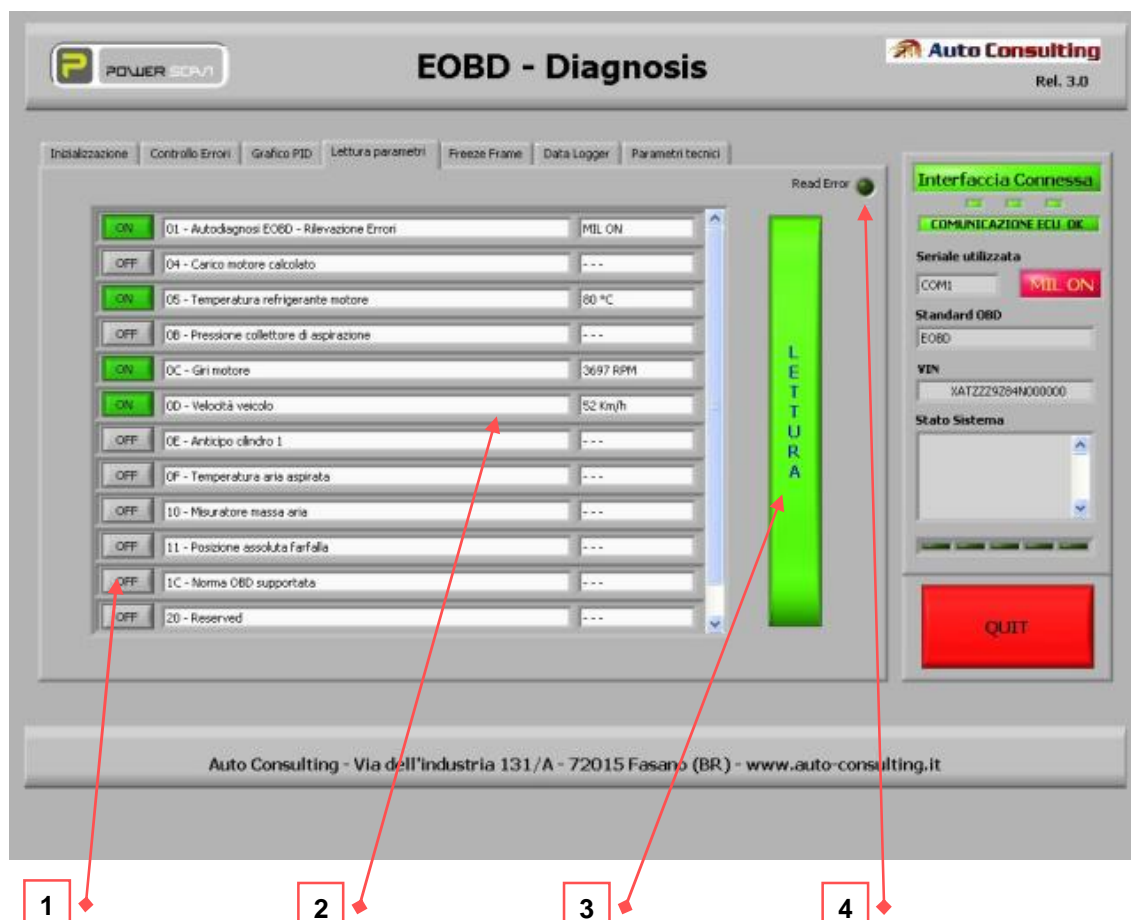 POWER SCAN
EOBD - Diagnosis
Auto Consulting
Rel. 3.0
Inizializzazione Controllo Errori Grafico PID Lettura parametri Freeze Frame Data Logger Parametri tecnici
Read Error
ON 01 - Autodiagnosi EOBD - Rilevazione Errori MIL ON
OFF 04 - Carico motore calcolato ---
ON 05 - Temperatura refrigerante motore 80 °C
OFF 0B - Pressione collettore di aspirazione ---
ON 0C - Giri motore 3697 RPM
ON 0D - Velocità veicolo 52 Km/h
OFF 0E - Anticipo cilindro 1 ---
OFF 0F - Temperatura aria aspirata ---
OFF 10 - Misuratore massa aria ---
OFF 11 - Posizione assoluta farfalla ---
OFF 1C - Norma OBD supportata ---
OFF 20 - Reserved ---
LETTURA
Interfaccia Connessa
COMUNICAZIONE ECU OK
Seriale utilizzata
COM1 MIL ON
Standard OBD
EOBD
VIN
XATZZZ9Z84N000000
Stato Sistema
QUIT
Auto Consulting - Via dell'industria 131/A - 72015 Fasano (BR) - www.auto-consulting.it
1 2 3 4